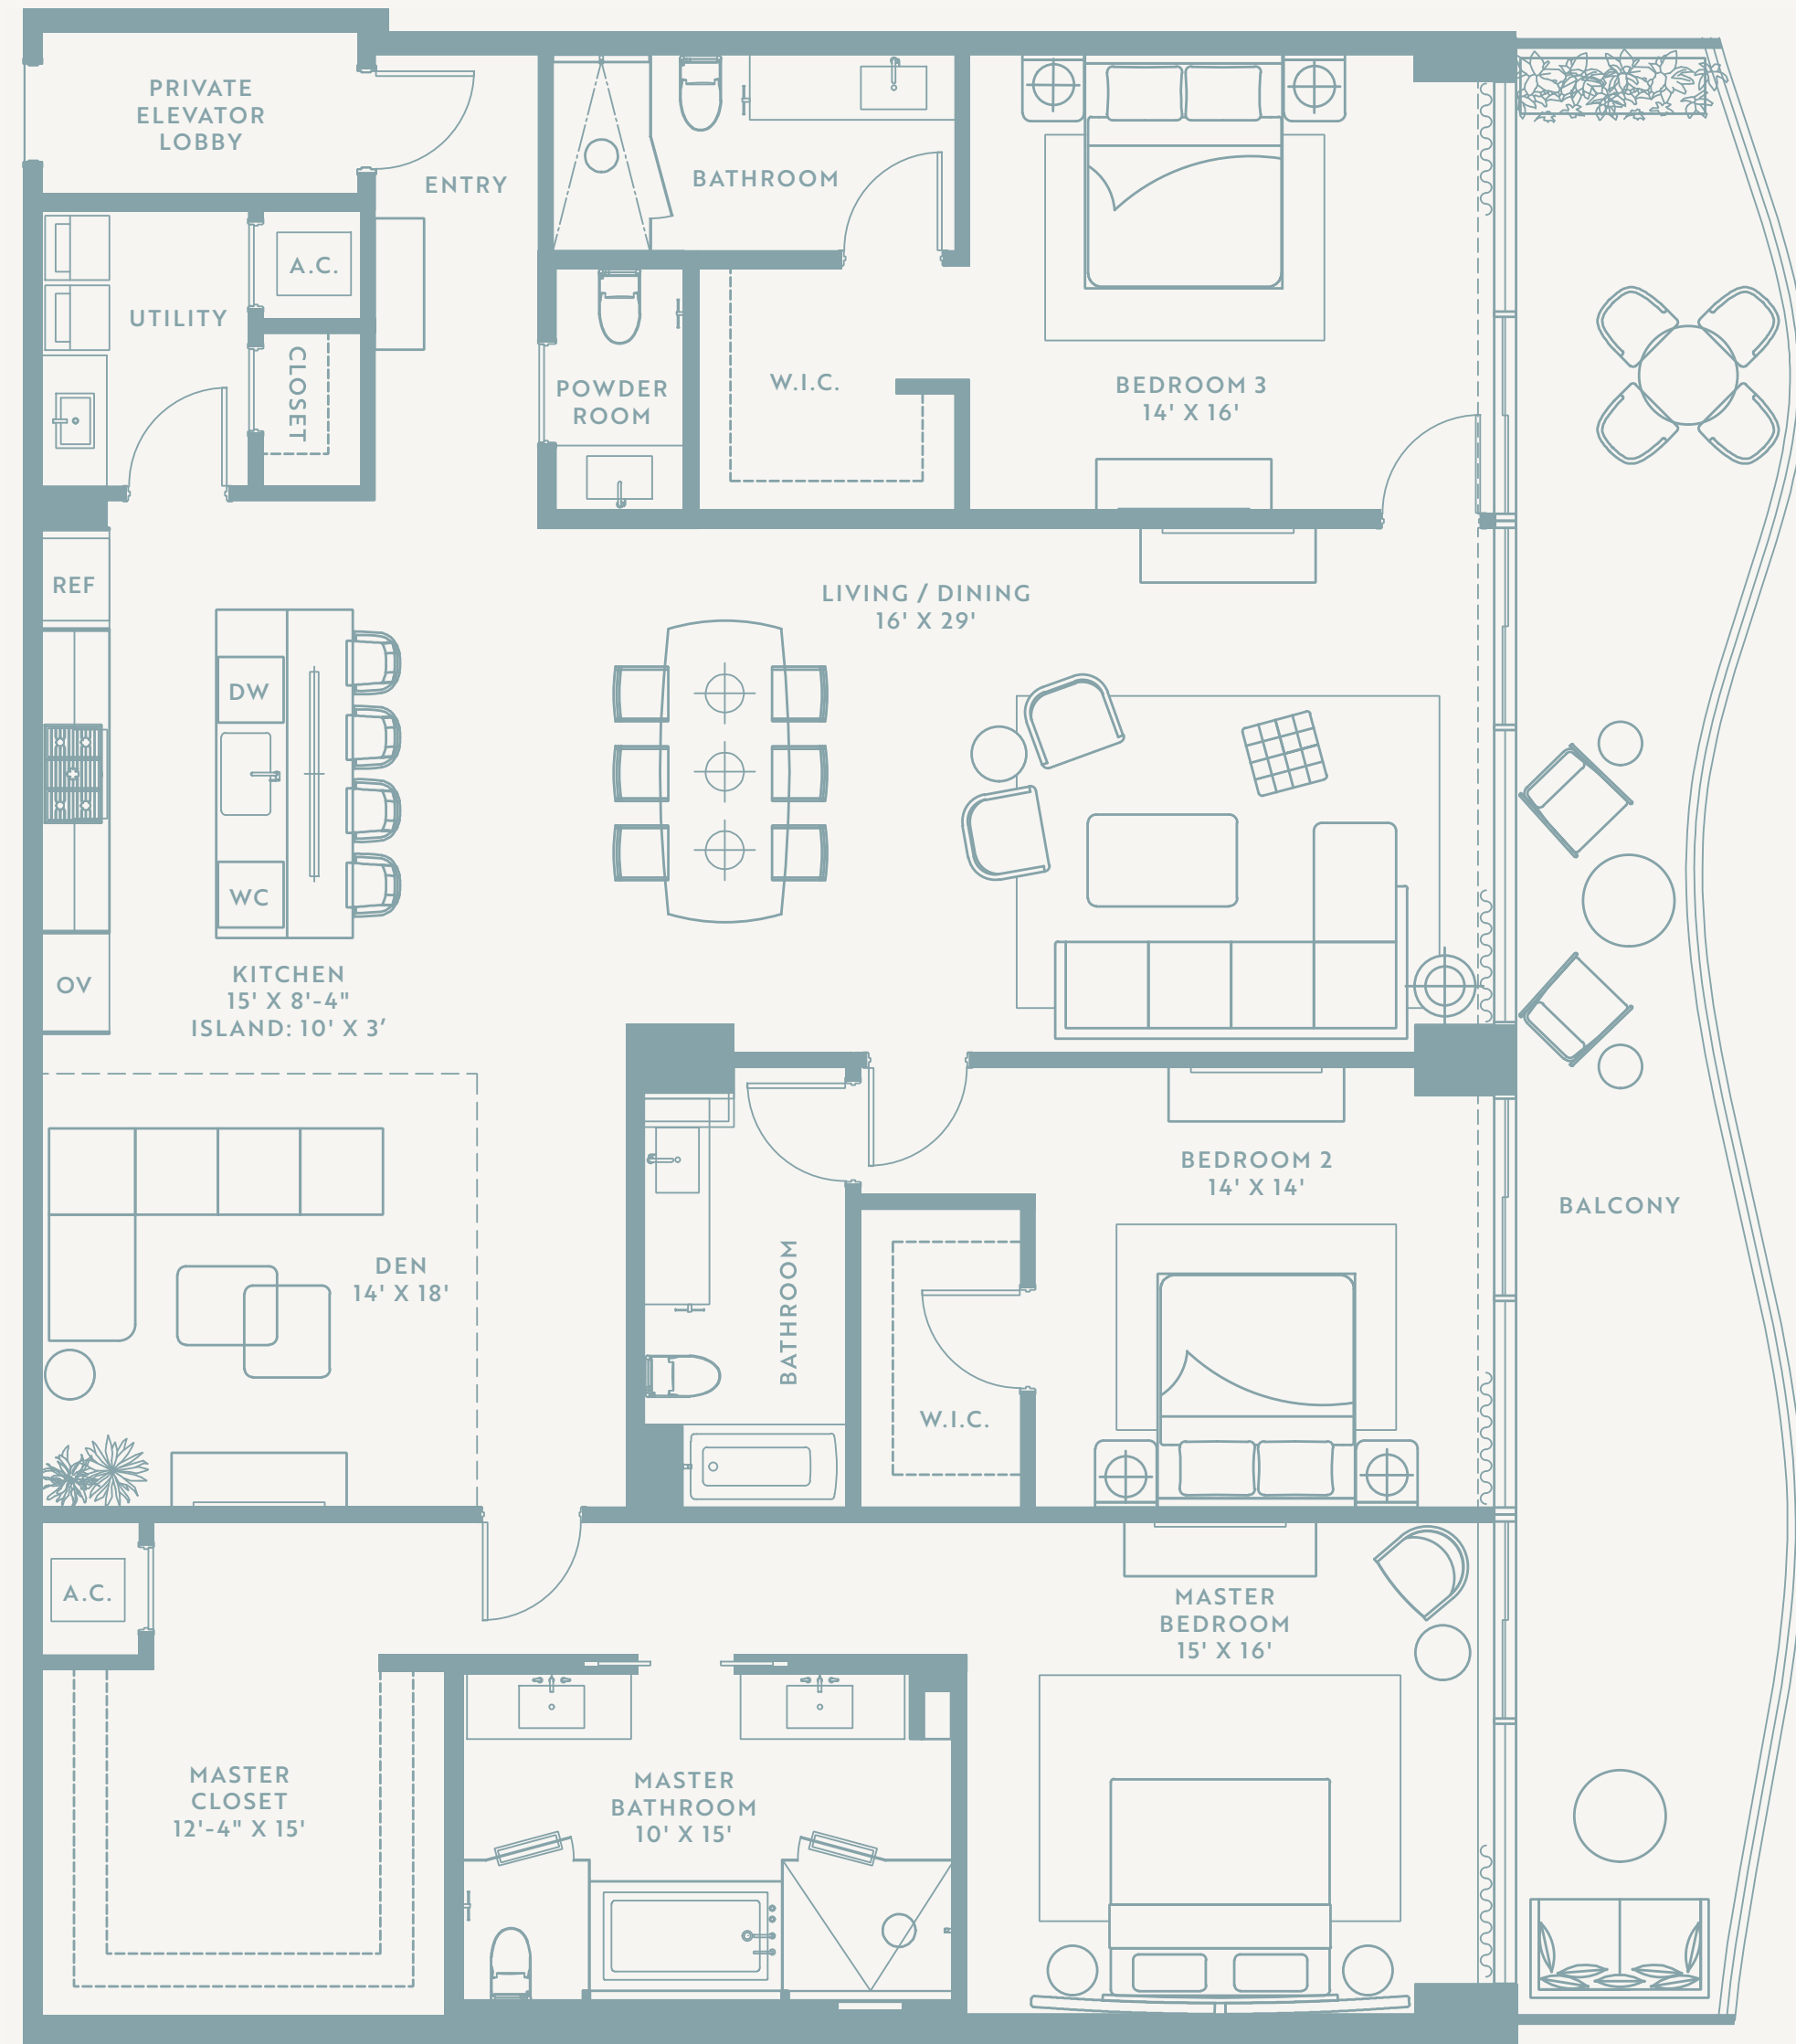 PRIVATE
ELEVATOR
LOBBY
ENTRY
BATHROOM
A.C.
UTILITY
CLOSET
POWDER
ROOM
W.I.C.
BEDROOM 3
14' X 16'
REF
LIVING / DINING
16' X 29'
DW
WC
OV
KITCHEN
15' X 8'-4"
ISLAND: 10' X 3’
BEDROOM 2
14' X 14'
BALCONY
DEN
14' X 18'
BATHROOM
W.I.C.
A.C.
MASTER
BEDROOM
15' X 16'
MASTER
CLOSET
12'-4" X 15'
MASTER
BATHROOM
10' X 15'